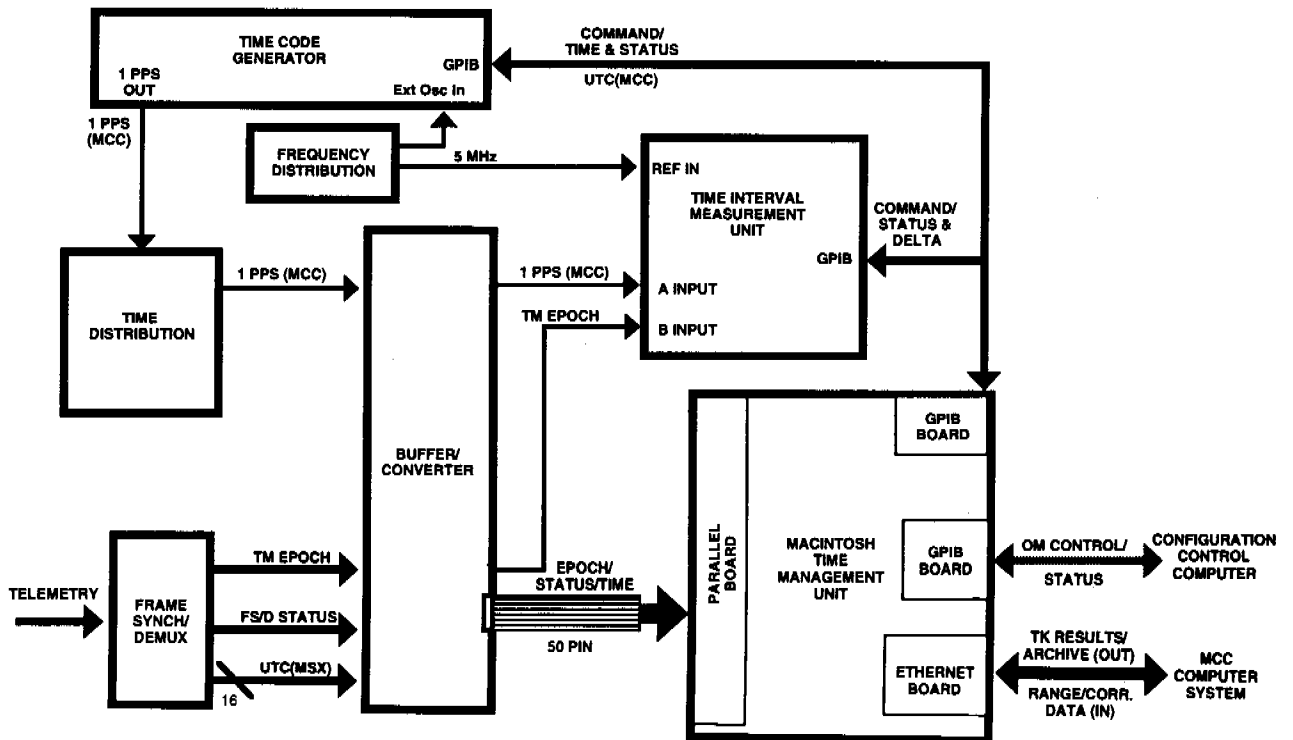 TIME CODE
GENERATOR
1 PPS
OUT
GPIB
Ext Osc In
COMMAND/
TIME & STATUS
UTC(MCC)
1 PPS
(MCC)
FREQUENCY
DISTRIBUTION
5 MHz
REF IN
TIME INTERVAL
MEASUREMENT
UNIT
GPIB
A INPUT
B INPUT
COMMAND/
STATUS &
DELTA
TIME
DISTRIBUTION
1 PPS (MCC)
1 PPS (MCC)
TM EPOCH
BUFFER/
CONVERTER
TELEMETRY
FRAME
SYNCH/
DEMUX
TM EPOCH
FS/D STATUS
UTC(MSX)
16
EPOCH/
STATUS/TIME
50 PIN
PARALLEL
BOARD
MACINTOSH
TIME
MANAGEMENT
UNIT
GPIB
BOARD
GPIB
BOARD
ETHERNET
BOARD
OM CONTROL/
STATUS
CONFIGURATION
CONTROL
COMPUTER
TK RESULTS/
ARCHIVE (OUT)
RANGE/CORR.
DATA (IN)
MCC
COMPUTER
SYSTEM